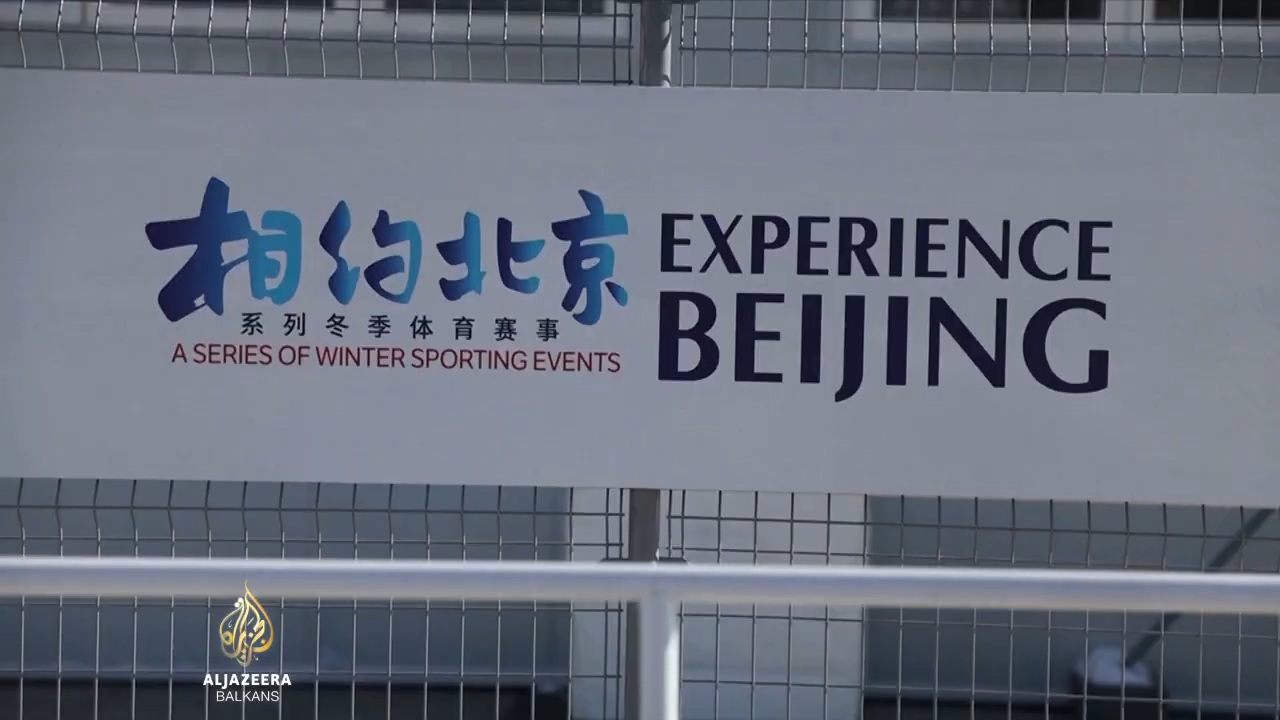 相约北京
系列冬季体育赛事
A SERIES OF WINTER SPORTING EVENTS
EXPERIENCE
BEIJING
ALJAZEERA
BALKANS